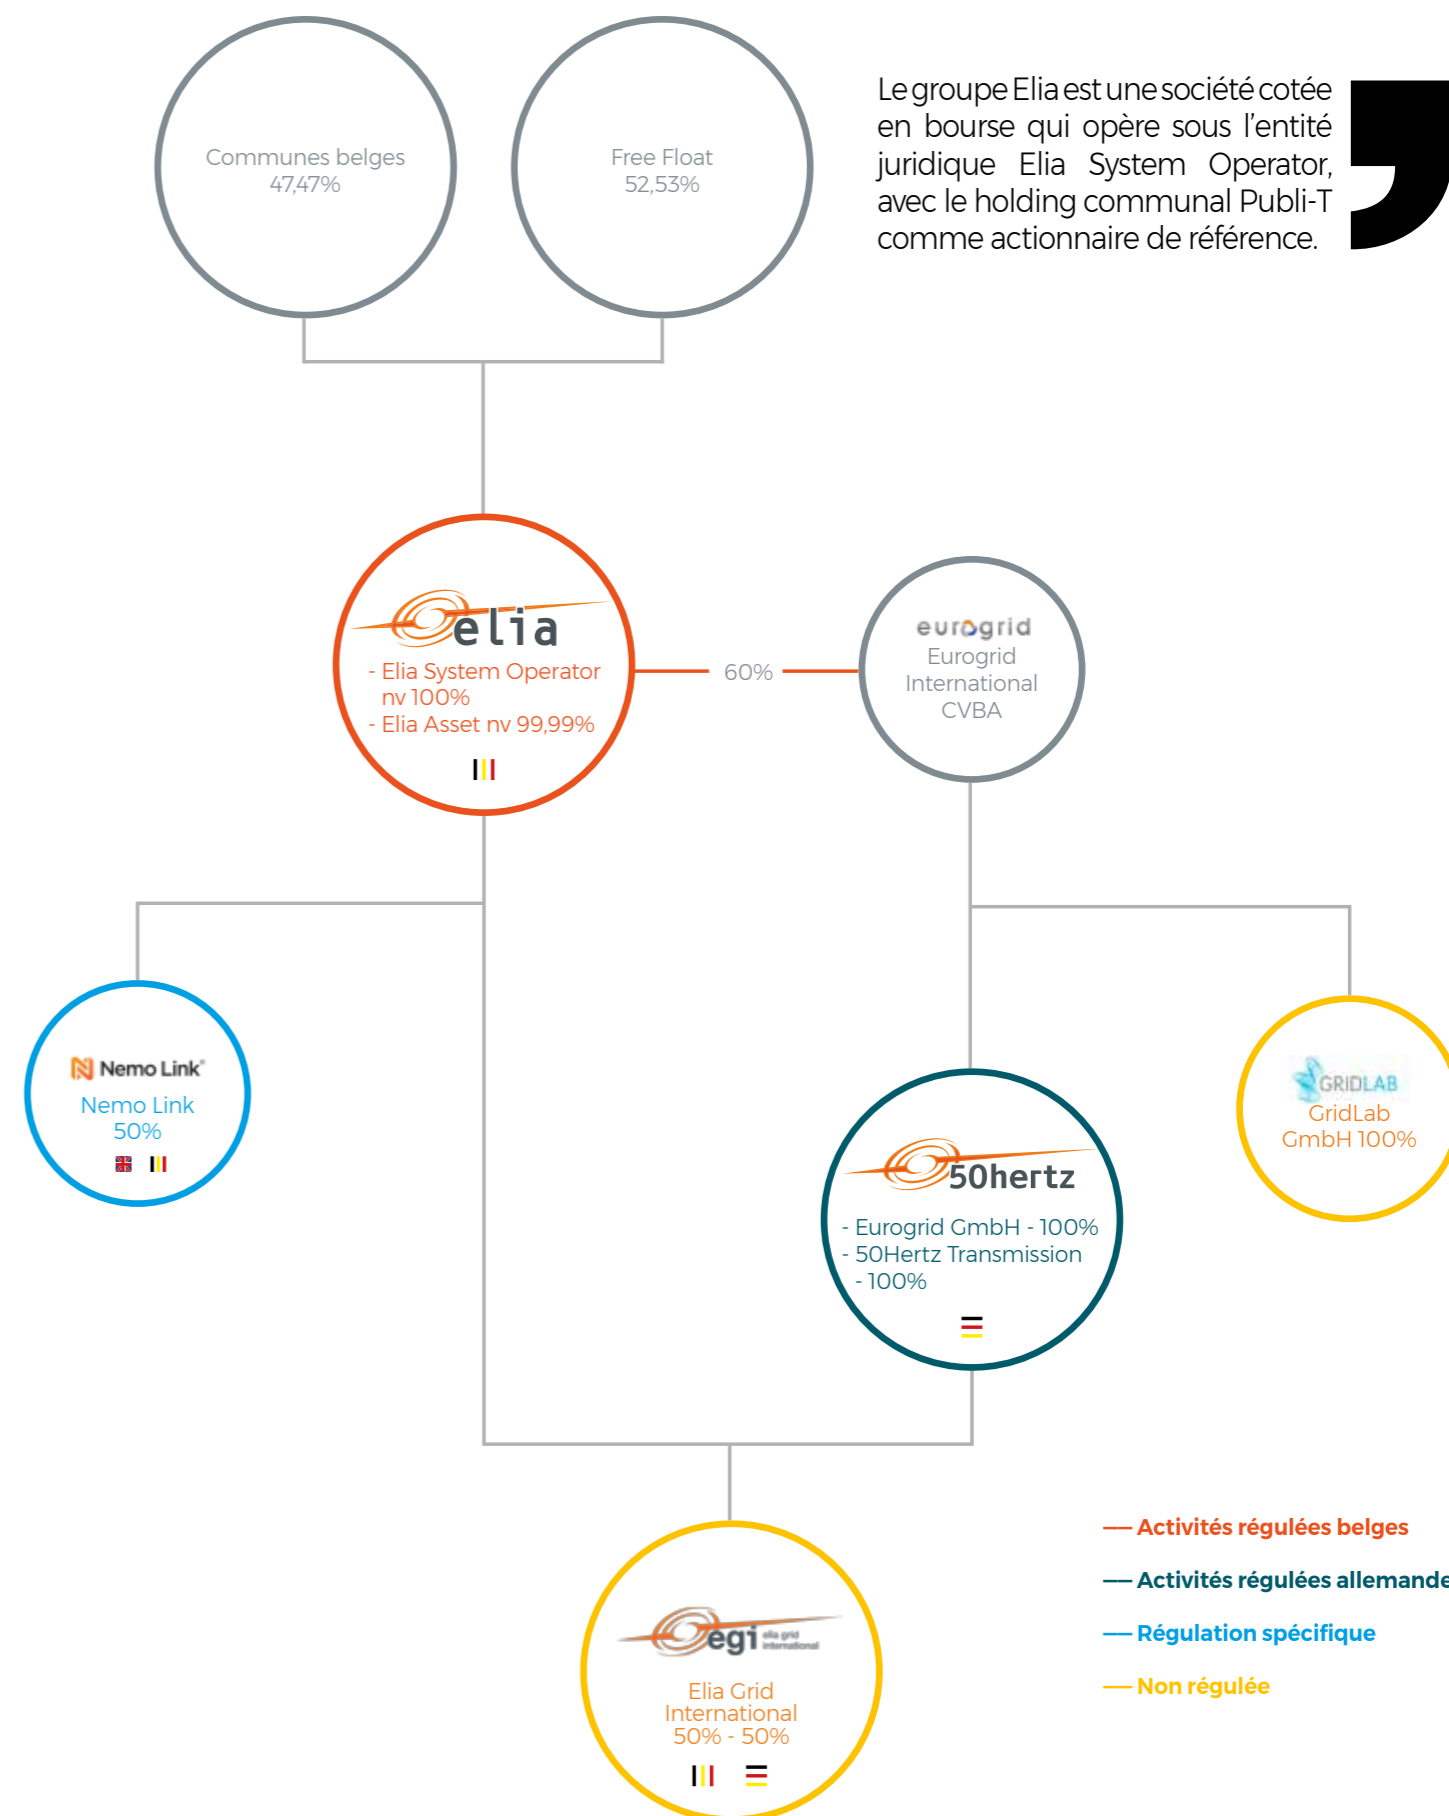 Communes belges
47,47%
Free Float
52,53%
Le groupe Elia est une société cotée
en bourse qui opère sous l'entité
juridique Elia System Operator,
avec le holding communal Publi-T
comme actionnaire de référence.
elia
- Elia System Operator
nv 100%
- Elia Asset nv 99,99%
60%
eurogrid
Eurogrid
International
CVBA
Nemo Link®
Nemo Link
50%
GRIDLAB
GridLab
GmbH 100%
50hertz
- Eurogrid GmbH - 100%
- 50Hertz Transmission
- 100%
egi elia grid
international
Elia Grid
International
50% - 50%
— Activités régulées belges
— Activités régulées allemande
— Régulation spécifique
— Non régulée